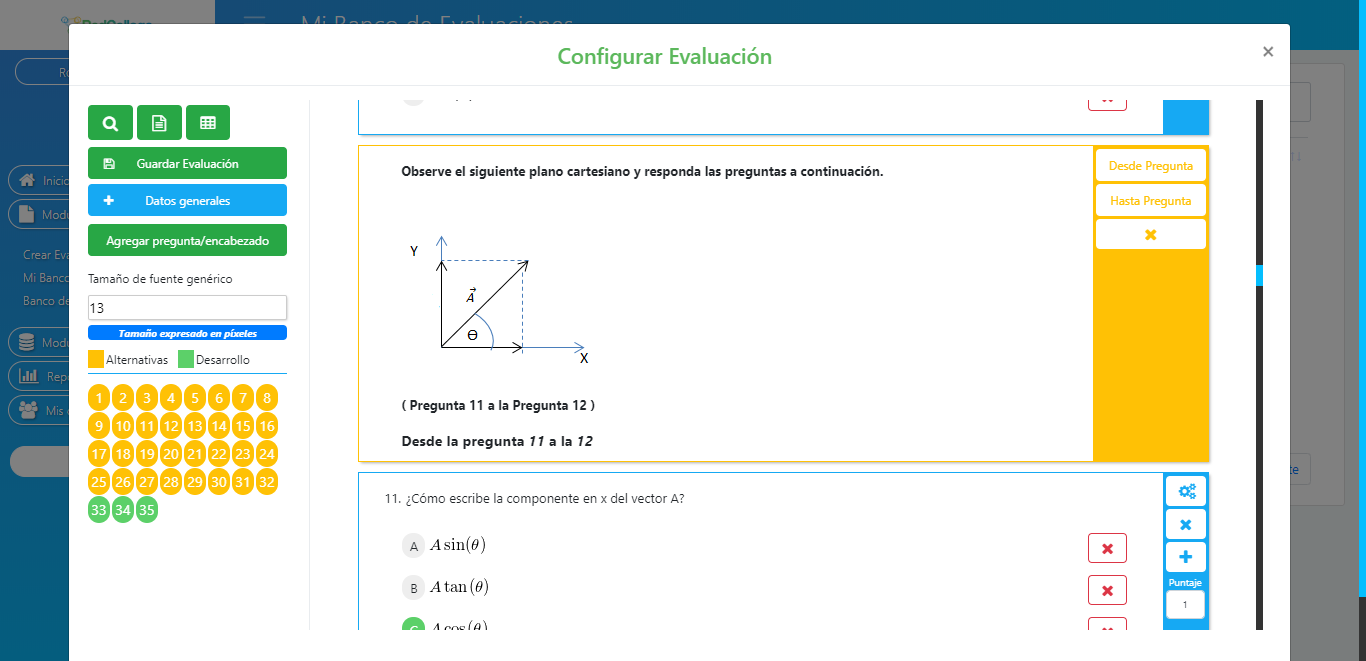 Mi Banco de Evaluaciones
Configurar Evaluación
×
Guardar Evaluación
Datos generales
Agregar pregunta/encabezado
Tamaño de fuente genérico
13
Tamaño expresado en píxeles
Alternativas
Desarrollo
1 2 3 4 5 6 7 8
9 10 11 12 13 14 15 16
17 18 19 20 21 22 23 24
25 26 27 28 29 30 31 32
33 34 35
Inicio
Modu
Crear Eva
Mi Banco
Banco de
Modu
Repo
Mis c
Observe el siguiente plano cartesiano y responda las preguntas a continuación.
Y
A⃗
Θ
X
( Pregunta 11 a la Pregunta 12 )
Desde la pregunta 11 a la 12
Desde Pregunta
Hasta Pregunta
11. ¿Cómo escribe la componente en x del vector A?
A A sin(θ)
B A tan (θ)
C A cos (θ)
Puntaje
1